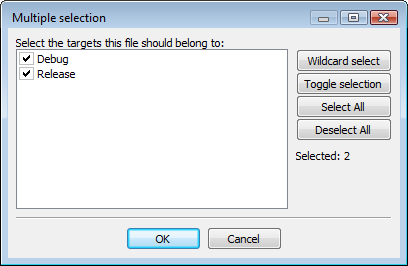 Multiple selection
Select the targets this file should belong to:
Debug
Release
Wildcard select
Toggle selection
Select All
Deselect All
Selected: 2
OK
Cancel